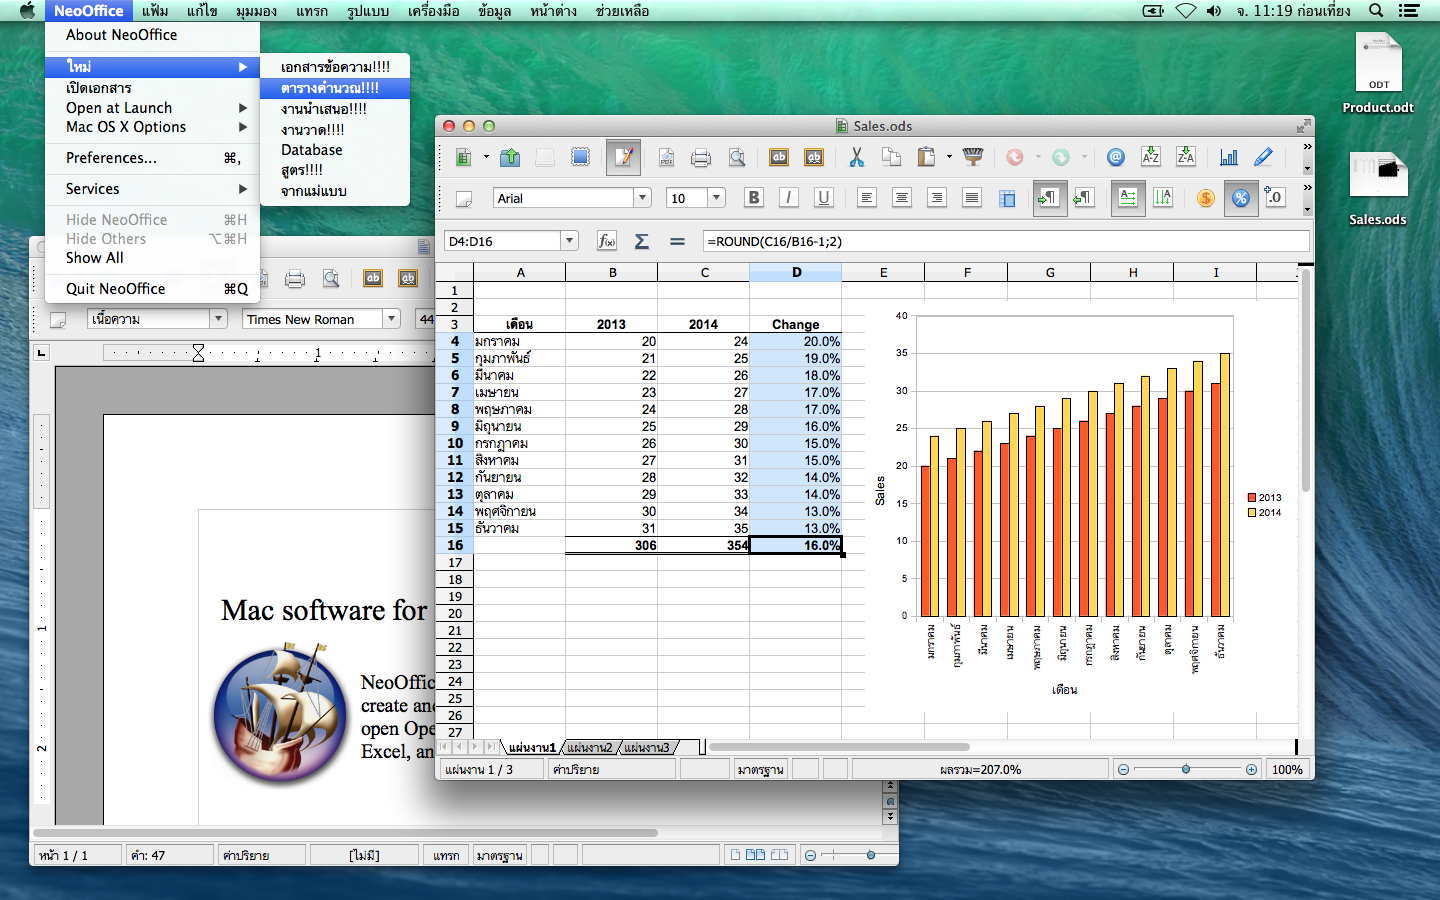 NeoOffice แฟ้ม แก้ไข มุมมอง แทรก รูปแบบ เครื่องมือ ข้อมูล หน้าต่าง ช่วยเหลือ จ. 11:19 ก่อนเที่ยง
About NeoOffice
ใหม่
เปิดเอกสาร
Open at Launch
Mac OS X Options
Preferences... ⌘,
Services
Hide NeoOffice ⌘H
Hide Others ⌥⌘H
Show All
Quit NeoOffice ⌘Q
เอกสารข้อความ!!!!
ตารางคำนวณ!!!!
งานนำเสนอ!!!!
งานวาด!!!!
Database
สูตร!!!!
จากแม่แบบ
ODT
Product.odt
Sales.ods
Sales.ods
Arial 10 B I U
D4:D16 =ROUND(C16/B16-1;2)
A B C D E F G H I
1
2
3 เดือน 2013 2014 Change
4 มกราคม 20 24 20.0%
5 กุมภาพันธ์ 21 25 19.0%
6 มีนาคม 22 26 18.0%
7 เมษายน 23 27 17.0%
8 พฤษภาคม 24 28 17.0%
9 มิถุนายน 25 29 16.0%
10 กรกฎาคม 26 30 15.0%
11 สิงหาคม 27 31 15.0%
12 กันยายน 28 32 14.0%
13 ตุลาคม 29 33 14.0%
14 พฤศจิกายน 30 34 13.0%
15 ธันวาคม 31 35 13.0%
16 306 354 16.0%
17
18
19
20
21
22
23
24
25
26
27
40
35
30
25
20
15
10
5
0
Sales
มกราคม กุมภาพันธ์ มีนาคม เมษายน พฤษภาคม มิถุนายน กรกฎาคม สิงหาคม กันยายน ตุลาคม พฤศจิกายน ธันวาคม
เดือน
2013
2014
แผ่นงาน1 แผ่นงาน2 แผ่นงาน3
แผ่นงาน 1 / 3 ค่าปริยาย มาตรฐาน ผลรวม=207.0% 100%
เนื้อความ Times New Roman 44
1
1
2
Mac software for
NeoOffic
create an
open Ope
Excel, an
หน้า 1 / 1 คำ: 47 ค่าปริยาย [ไม่มี] แทรก มาตรฐาน